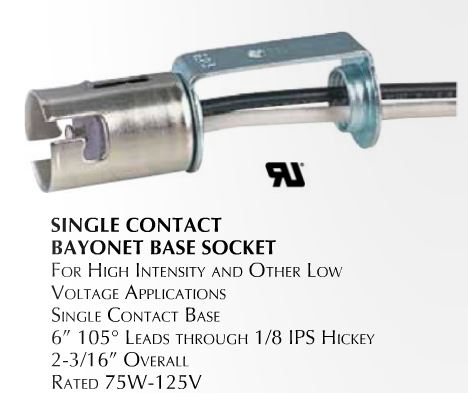 SINGLE CONTACT
BAYONET BASE SOCKET
FOR HIGH INTENSITY AND OTHER LOW
VOLTAGE APPLICATIONS
SINGLE CONTACT BASE
6″ 105° LEADS THROUGH 1/8 IPS HICKEY
2-3/16″ OVERALL
RATED 75W-125V